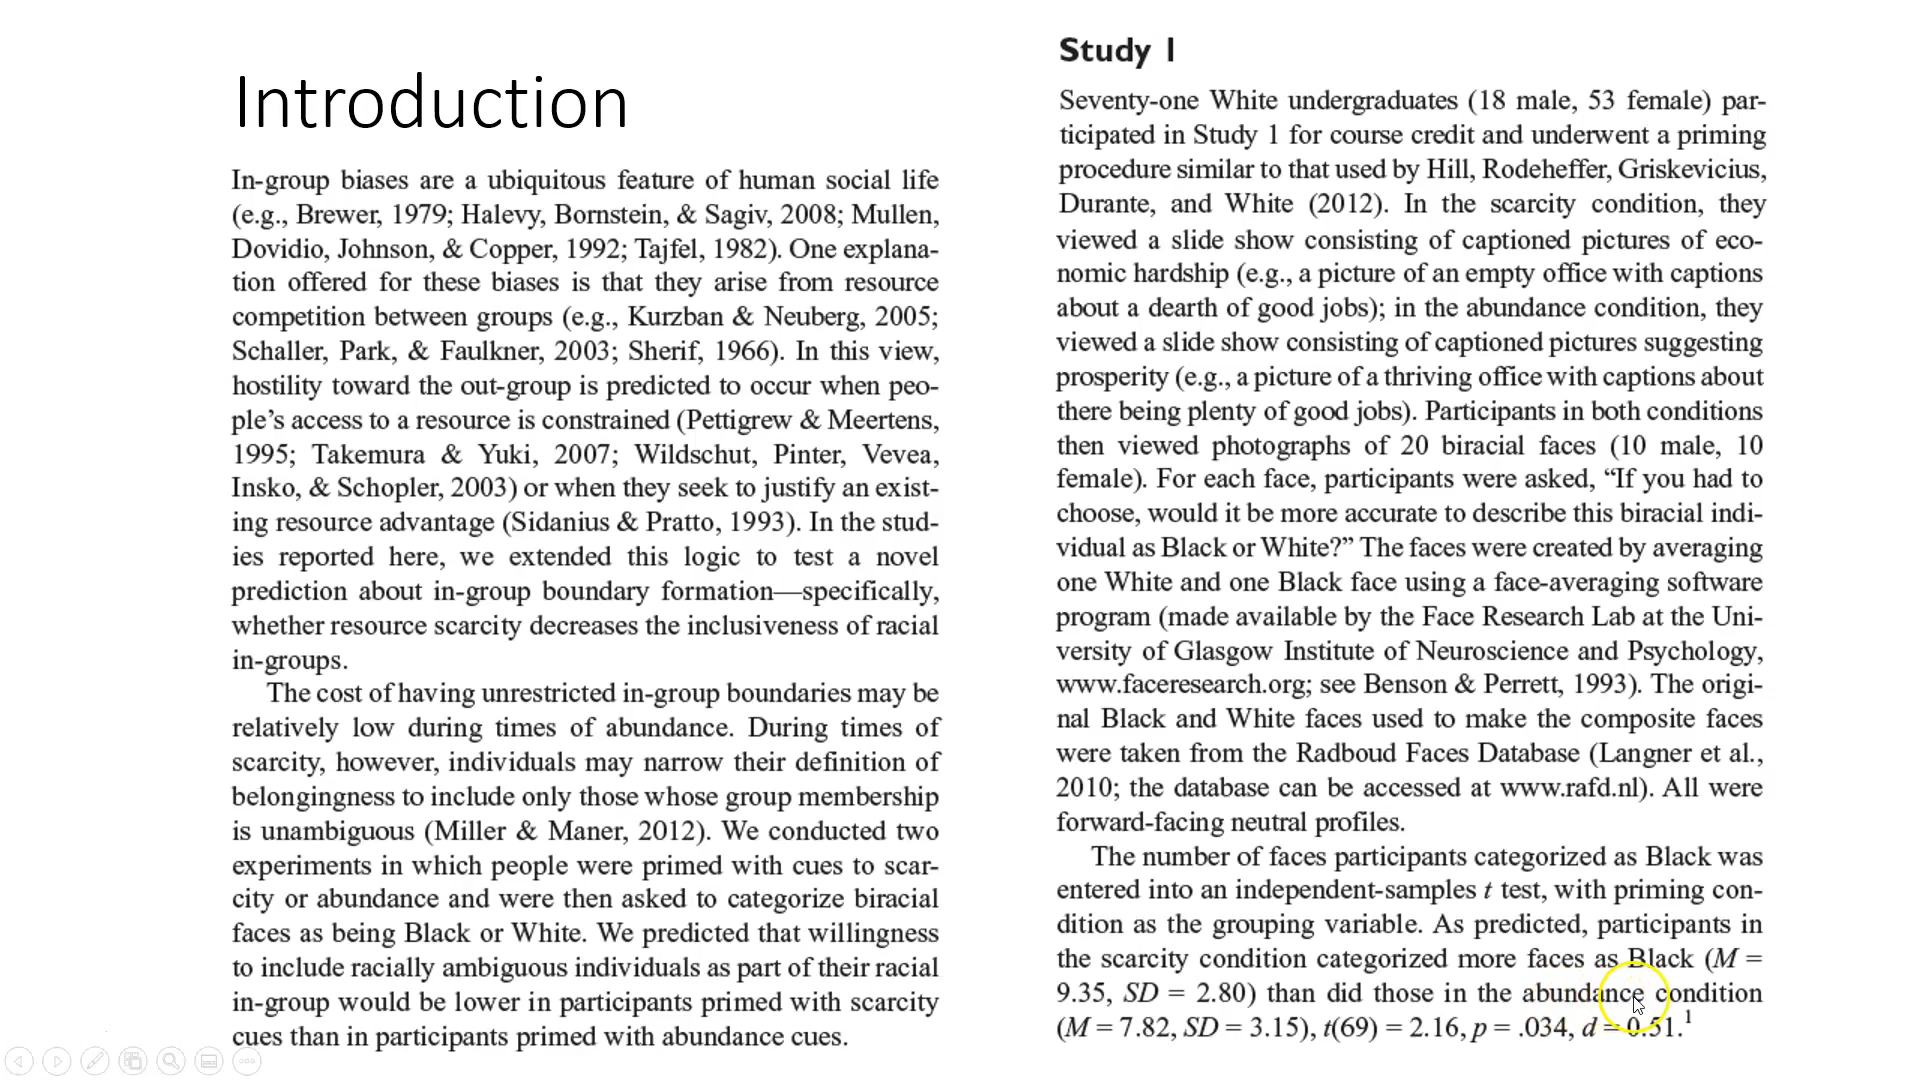 Introduction
In-group biases are a ubiquitous feature of human social life
(e.g., Brewer, 1979; Halevy, Bornstein, & Sagiv, 2008; Mullen,
Dovidio, Johnson, & Copper, 1992; Tajfel, 1982). One explana-
tion offered for these biases is that they arise from resource
competition between groups (e.g., Kurzban & Neuberg, 2005;
Schaller, Park, & Faulkner, 2003; Sherif, 1966). In this view,
hostility toward the out-group is predicted to occur when peo-
ple’s access to a resource is constrained (Pettigrew & Meertens,
1995; Takemura & Yuki, 2007; Wildschut, Pinter, Vevea,
Insko, & Schopler, 2003) or when they seek to justify an exist-
ing resource advantage (Sidanius & Pratto, 1993). In the stud-
ies reported here, we extended this logic to test a novel
prediction about in-group boundary formation—specifically,
whether resource scarcity decreases the inclusiveness of racial
in-groups.
The cost of having unrestricted in-group boundaries may be
relatively low during times of abundance. During times of
scarcity, however, individuals may narrow their definition of
belongingness to include only those whose group membership
is unambiguous (Miller & Maner, 2012). We conducted two
experiments in which people were primed with cues to scar-
city or abundance and were then asked to categorize biracial
faces as being Black or White. We predicted that willingness
to include racially ambiguous individuals as part of their racial
in-group would be lower in participants primed with scarcity
cues than in participants primed with abundance cues.
Study 1
Seventy-one White undergraduates (18 male, 53 female) par-
ticipated in Study 1 for course credit and underwent a priming
procedure similar to that used by Hill, Rodeheffer, Griskevicius,
Durante, and White (2012). In the scarcity condition, they
viewed a slide show consisting of captioned pictures of eco-
nomic hardship (e.g., a picture of an empty office with captions
about a dearth of good jobs); in the abundance condition, they
viewed a slide show consisting of captioned pictures suggesting
prosperity (e.g., a picture of a thriving office with captions about
there being plenty of good jobs). Participants in both conditions
then viewed photographs of 20 biracial faces (10 male, 10
female). For each face, participants were asked, “If you had to
choose, would it be more accurate to describe this biracial indi-
vidual as Black or White?” The faces were created by averaging
one White and one Black face using a face-averaging software
program (made available by the Face Research Lab at the Uni-
versity of Glasgow Institute of Neuroscience and Psychology,
www.faceresearch.org; see Benson & Perrett, 1993). The origi-
nal Black and White faces used to make the composite faces
were taken from the Radboud Faces Database (Langner et al.,
2010; the database can be accessed at www.rafd.nl). All were
forward-facing neutral profiles.
The number of faces participants categorized as Black was
entered into an independent-samples t test, with priming con-
dition as the grouping variable. As predicted, participants in
the scarcity condition categorized more faces as Black (M =
9.35, SD = 2.80) than did those in the abundance condition
(M = 7.82, SD = 3.15), t(69) = 2.16, p = .034, d = 0.51.¹